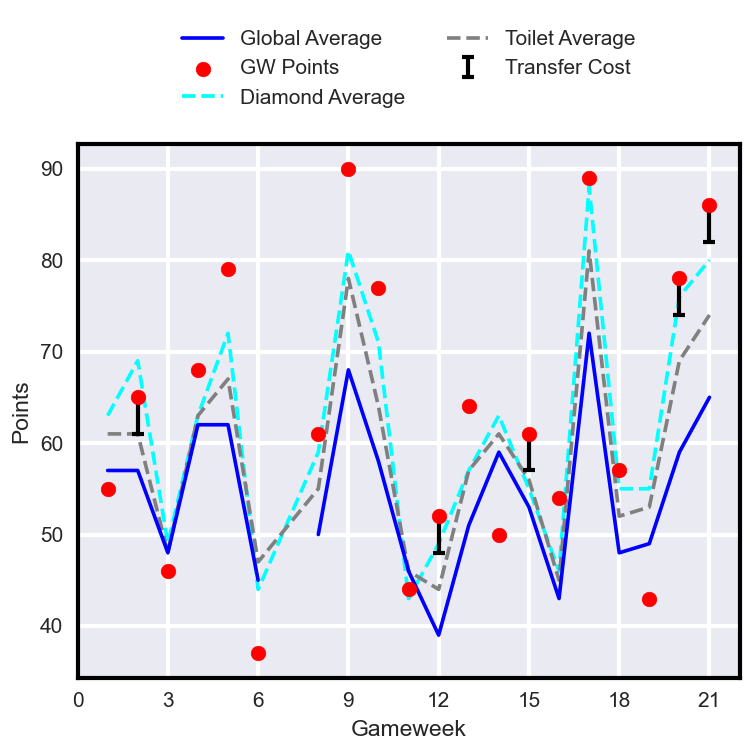 Global Average
GW Points
Diamond Average
Toilet Average
Transfer Cost
90
80
70
60
50
40
Points
0 3 6 9 12 15 18 21
Gameweek